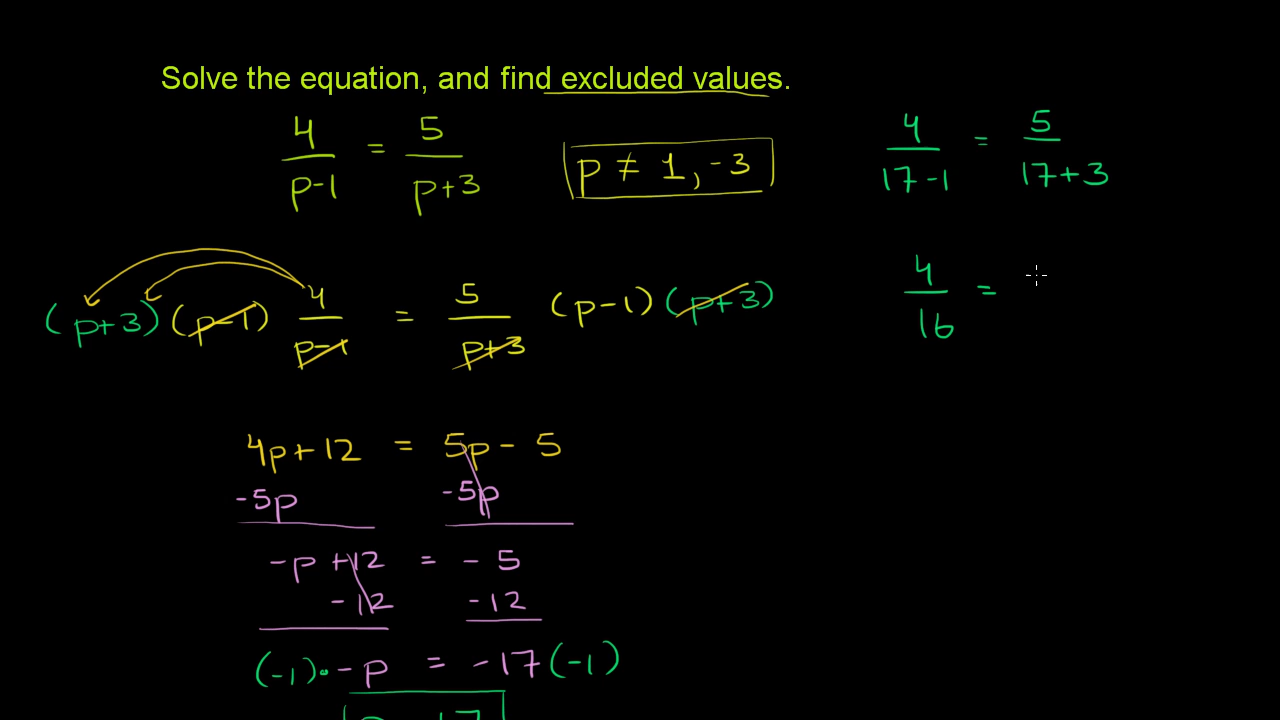 Solve the equation, and find excluded values.
4/(p-1) = 5/(p+3)
p ≠ 1, -3
(p+3) (p-1) 4/(p-1) = 5/(p+3) (p-1) (p+3)
4p+12 = 5p - 5
-5p -5p
-p +12 = - 5
-12 -12
(-1)· -p = -17 (-1)
4/(17-1) = 5/(17+3)
4/16 =